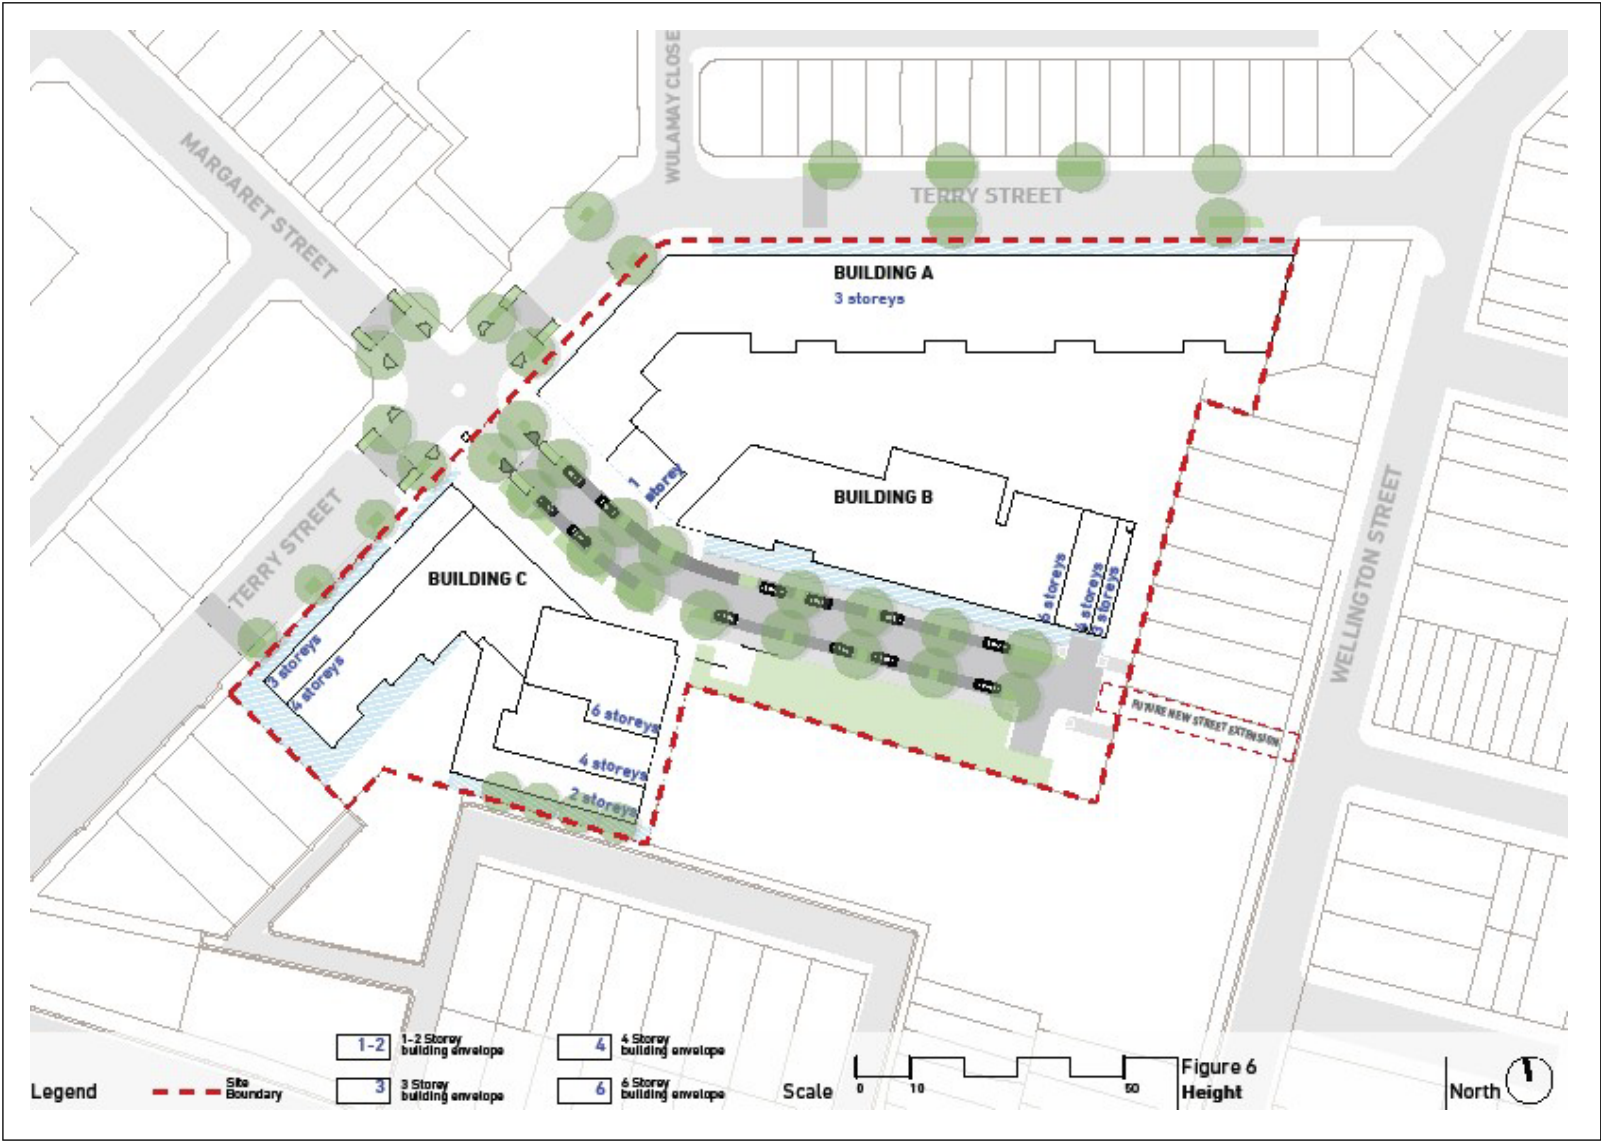 WULAMAY CLOSE
MARGARET STREET
TERRY STREET
BUILDING A
3 storeys
1
storey
BUILDING B
6 storeys
4 storeys
3 storeys
WELLINGTON STREET
TERRY STREET
BUILDING C
3 storeys
4 storeys
6 storeys
4 storeys
2 storeys
FUTURE NEW STREET EXTENSION
Legend
Site
Boundary
1-2
1-2 Storey
building envelope
3
3 Storey
building envelope
4
4 Storey
building envelope
6
6 Storey
building envelope
Scale
0 10 50
Figure 6
Height
North